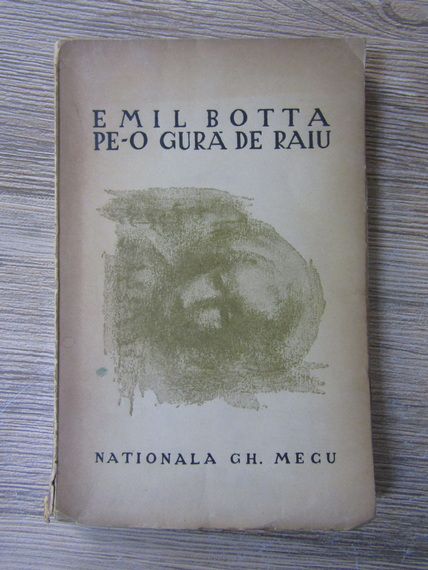 EMIL BOTTA
PE-O GURĂ DE RAIU
NATIONALA GH. MECU